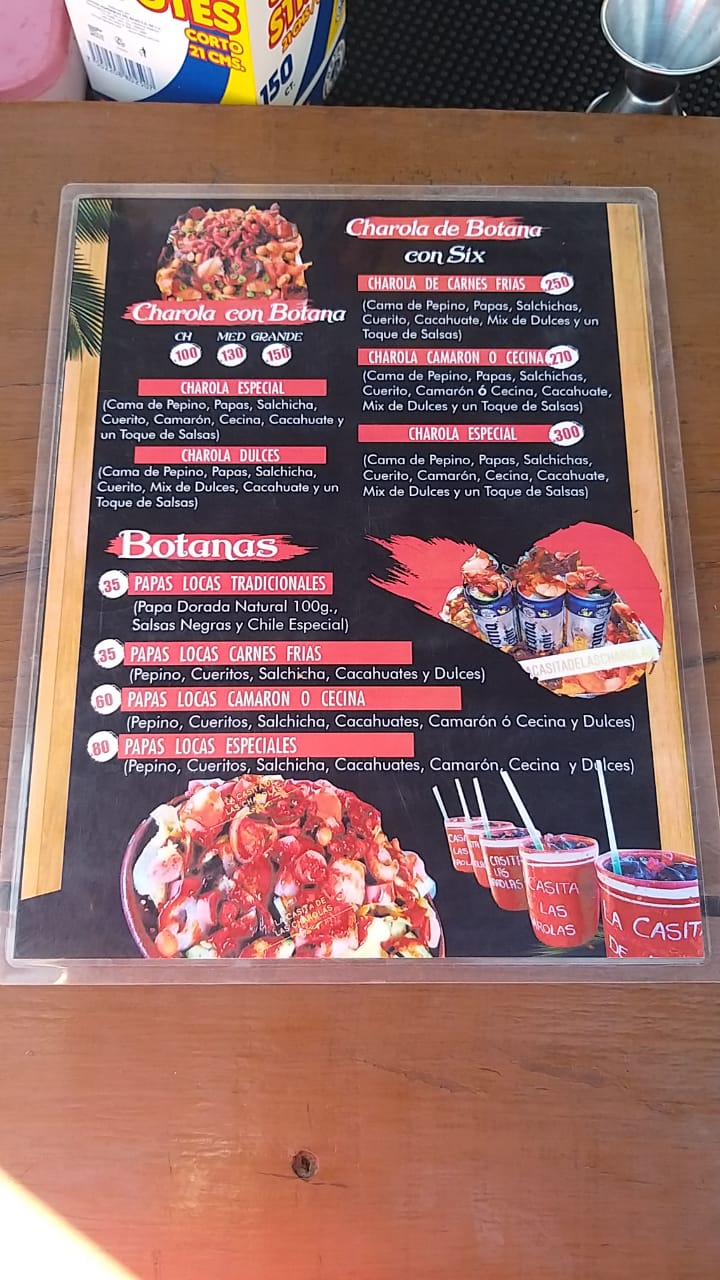 CORTO
21 CMS.
21 CMS.
150
CT.
Charola con Botana
CH MED GRANDE
100 130 150
CHAROLA ESPECIAL
(Cama de Pepino, Papas, Salchicha,
Cuerito, Camarón, Cecina, Cacahuate y
un Toque de Salsas)
CHAROLA DULCES
(Cama de Pepino, Papas, Salchicha,
Cuerito, Mix de Dulces, Cacahuate y un
Toque de Salsas)
Charola de Botana
con Six
CHAROLA DE CARNES FRIAS 250
(Cama de Pepino, Papas, Salchichas,
Cuerito, Cacahuate, Mix de Dulces y un
Toque de Salsas)
CHAROLA CAMARON O CECINA 270
(Cama de Pepino, Papas, Salchichas,
Cuerito, Camarón ó Cecina, Cacahuate,
Mix de Dulces y un Toque de Salsas)
CHAROLA ESPECIAL 300
(Cama de Pepino, Papas, Salchichas,
Cuerito, Camarón, Cecina, Cacahuate,
Mix de Dulces y un Toque de Salsas)
Botanas
35 PAPAS LOCAS TRADICIONALES
(Papa Dorada Natural 100g.,
Salsas Negras y Chile Especial)
35 PAPAS LOCAS CARNES FRIAS
(Pepino, Cueritos, Salchicha, Cacahuates y Dulces)
60 PAPAS LOCAS CAMARON O CECINA
(Pepino, Cueritos, Salchicha, Cacahuates, Camarón ó Cecina y Dulces)
80 PAPAS LOCAS ESPECIALES
(Pepino, Cueritos, Salchicha, Cacahuates, Camarón, Cecina y Dulces)
CASITADELASCHAROLAS
LA CASITA DE
LAS CHAROLAS
LA CASITA DE
LAS CHAROLAS
CASITA
LAS
AROLAS
LA CASIT
DE